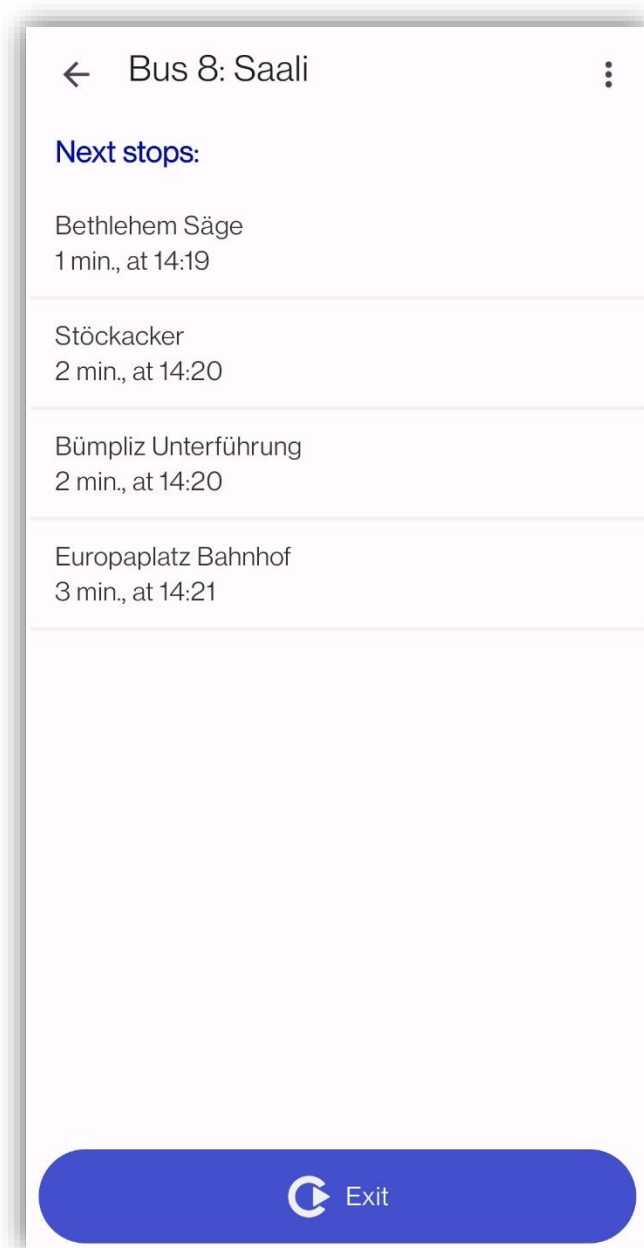 Bus 8: Saali
Next stops:
Bethlehem Säge
1 min., at 14:19
Stöckacker
2 min., at 14:20
Bümpliz Unterführung
2 min., at 14:20
Europaplatz Bahnhof
3 min., at 14:21
Exit